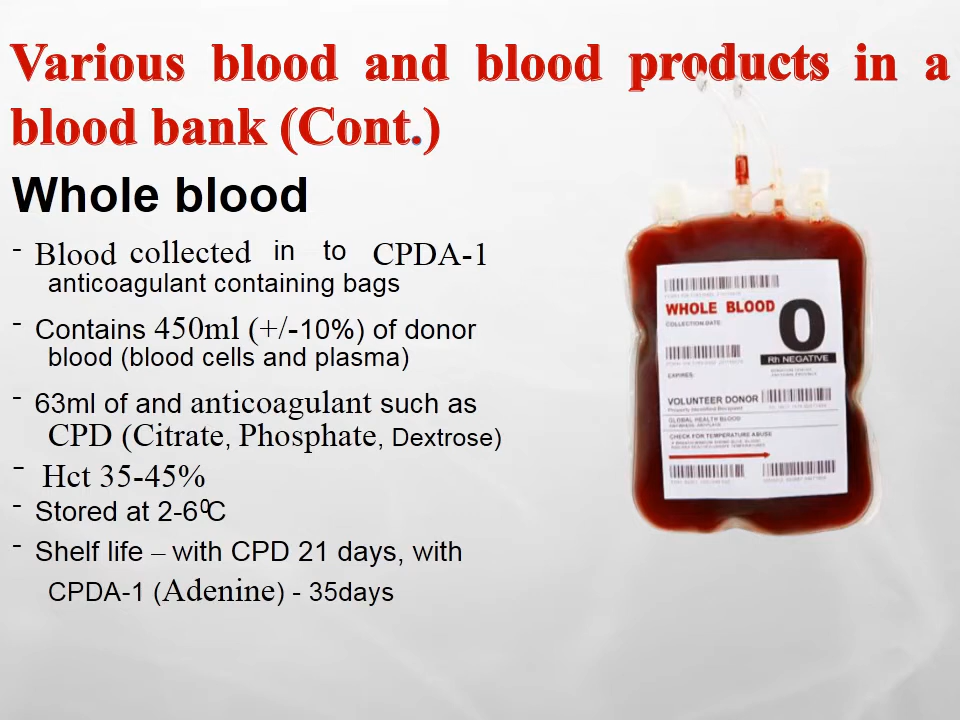 Various blood and blood products in a
blood bank (Cont.)
Whole blood
- Blood collected in to CPDA-1
anticoagulant containing bags
- Contains 450ml (+/-10%) of donor
blood (blood cells and plasma)
- 63ml of and anticoagulant such as
CPD (Citrate, Phosphate, Dextrose)
- Hct 35-45%
- Stored at 2-6⁰C
- Shelf life – with CPD 21 days, with
CPDA-1 (Adenine) - 35days
WHOLE BLOOD
COLLECTION DATE:
O
Rh NEGATIVE
EXPIRES:
VOLUNTEER DONOR
GLOBAL HEALTH BLOOD
CHECK FOR TEMPERATURE ABUSE